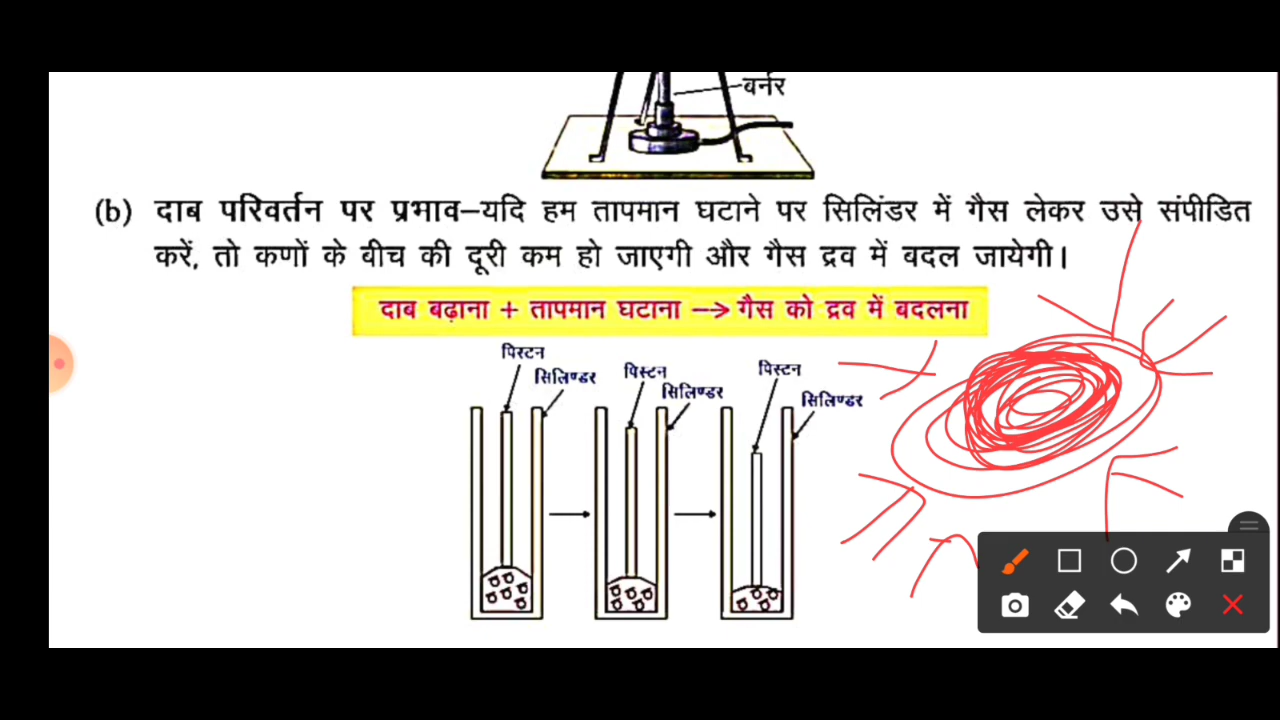 बर्नर
(b) दाब परिवर्तन पर प्रभाव–यदि हम तापमान घटाने पर सिलिंडर में गैस लेकर उसे संपीडित
करें, तो कणों के बीच की दूरी कम हो जाएगी और गैस द्रव में बदल जायेगी।
दाब बढ़ाना + तापमान घटाना → गैस को द्रव में बदलना
पिस्टन
सिलिण्डर
पिस्टन
सिलिण्डर
पिस्टन
सिलिण्डर